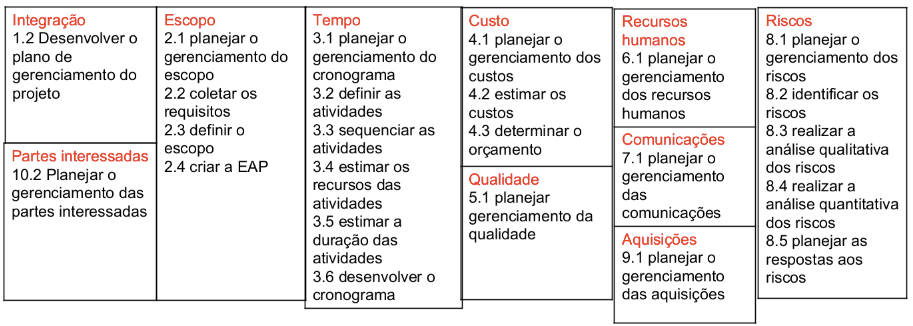 Integração
1.2 Desenvolver o
plano de
gerenciamento do
projeto
Partes interessadas
10.2 Planejar o
gerenciamento das
partes interessadas
Escopo
2.1 planejar o
gerenciamento do
escopo
2.2 coletar os
requisitos
2.3 definir o
escopo
2.4 criar a EAP
Tempo
3.1 planejar o
gerenciamento do
cronograma
3.2 definir as
atividades
3.3 sequenciar as
atividades
3.4 estimar os
recursos das
atividades
3.5 estimar a
duração das
atividades
3.6 desenvolver o
cronograma
Custo
4.1 planejar o
gerenciamento dos
custos
4.2 estimar os
custos
4.3 determinar o
orçamento
Qualidade
5.1 planejar
gerenciamento da
qualidade
Recursos
humanos
6.1 planejar o
gerenciamento
dos recursos
humanos
Comunicações
7.1 planejar o
gerenciamento
das
comunicações
Aquisições
9.1 planejar o
gerenciamento
das aquisições
Riscos
8.1 planejar o
gerenciamento dos
riscos
8.2 identificar os
riscos
8.3 realizar a
análise qualitativa
dos riscos
8.4 realizar a
análise quantitativa
dos riscos
8.5 planejar as
respostas aos
riscos